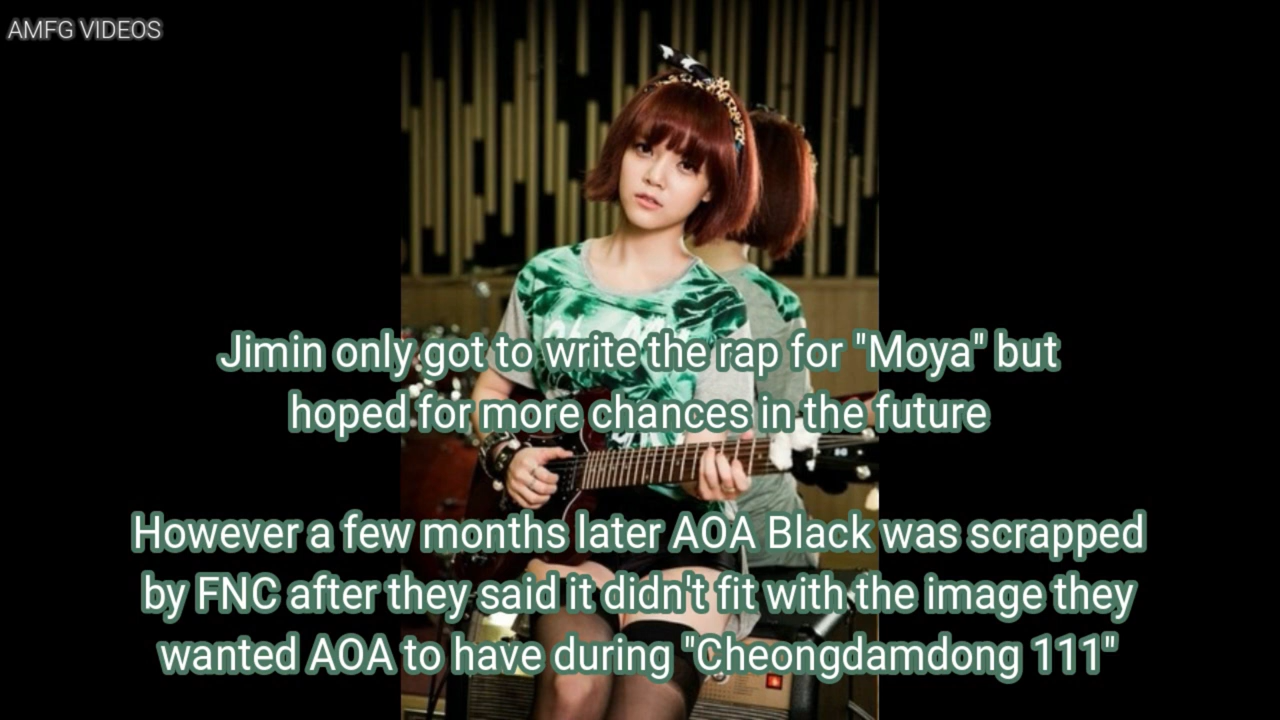 AMFG VIDEOS
Jimin only got to write the rap for "Moya" but
hoped for more chances in the future
However a few months later AOA Black was scrapped
by FNC after they said it didn't fit with the image they
wanted AOA to have during "Cheongdamdong 111"